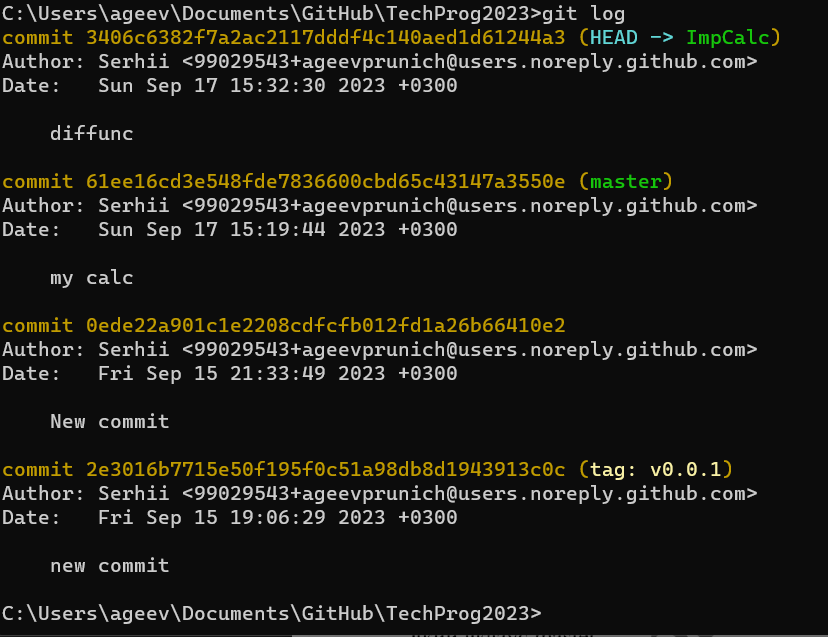 C:\Users\ageev\Documents\GitHub\TechProg2023>git log
commit 3406c6382f7a2ac2117dddf4c140aed1d61244a3 (HEAD -> ImpCalc)
Author: Serhii <99029543+ageevprunich@users.noreply.github.com>
Date:   Sun Sep 17 15:32:30 2023 +0300
diffunc
commit 61ee16cd3e548fde7836600cbd65c43147a3550e (master)
Author: Serhii <99029543+ageevprunich@users.noreply.github.com>
Date:   Sun Sep 17 15:19:44 2023 +0300
my calc
commit 0ede22a901c1e2208cdfcfb012fd1a26b66410e2
Author: Serhii <99029543+ageevprunich@users.noreply.github.com>
Date:   Fri Sep 15 21:33:49 2023 +0300
New commit
commit 2e3016b7715e50f195f0c51a98db8d1943913c0c (tag: v0.0.1)
Author: Serhii <99029543+ageevprunich@users.noreply.github.com>
Date:   Fri Sep 15 19:06:29 2023 +0300
new commit
C:\Users\ageev\Documents\GitHub\TechProg2023>